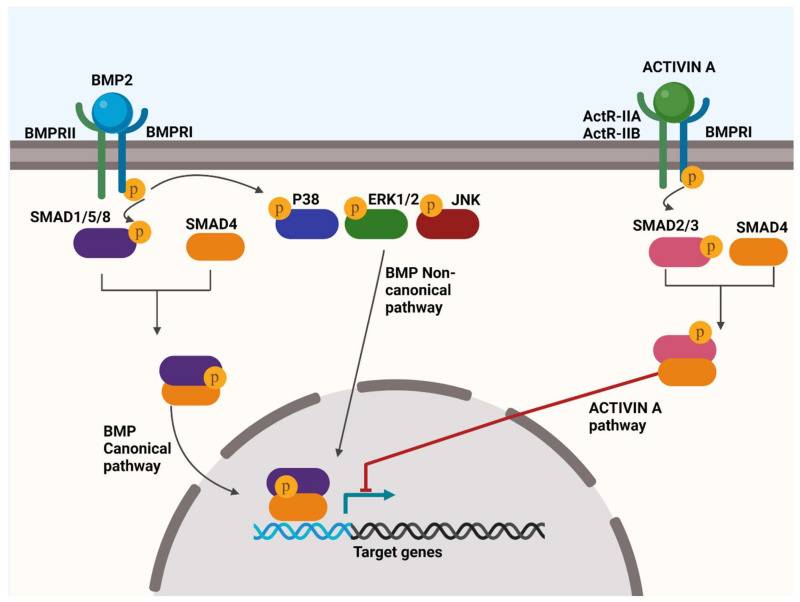 BMP2
ACTIVIN A
BMPRII
BMPRI
ActR-IIA
ActR-IIB
BMPRI
p
p
P38
ERK1/2
JNK
p
p
p
SMAD1/5/8
p
SMAD4
SMAD2/3
p
SMAD4
BMP Non-
canonical
pathway
p
p
BMP
Canonical
pathway
ACTIVIN A
pathway
p
Target genes